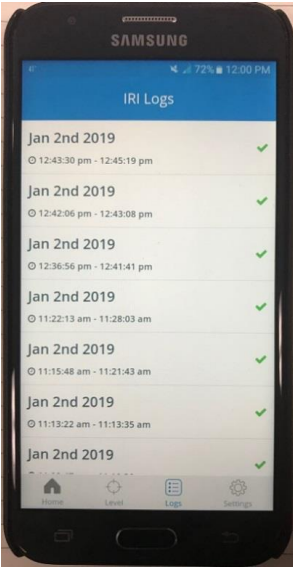 SAMSUNG
72% 12:00 PM
IRI Logs
Jan 2nd 2019
12:43:30 pm - 12:45:19 pm
Jan 2nd 2019
12:42:06 pm - 12:43:08 pm
Jan 2nd 2019
12:36:56 pm - 12:41:41 pm
Jan 2nd 2019
11:22:13 am - 11:28:03 am
Jan 2nd 2019
11:15:48 am - 11:21:43 am
Jan 2nd 2019
11:13:22 am - 11:13:35 am
Jan 2nd 2019
Home Level Logs Settings